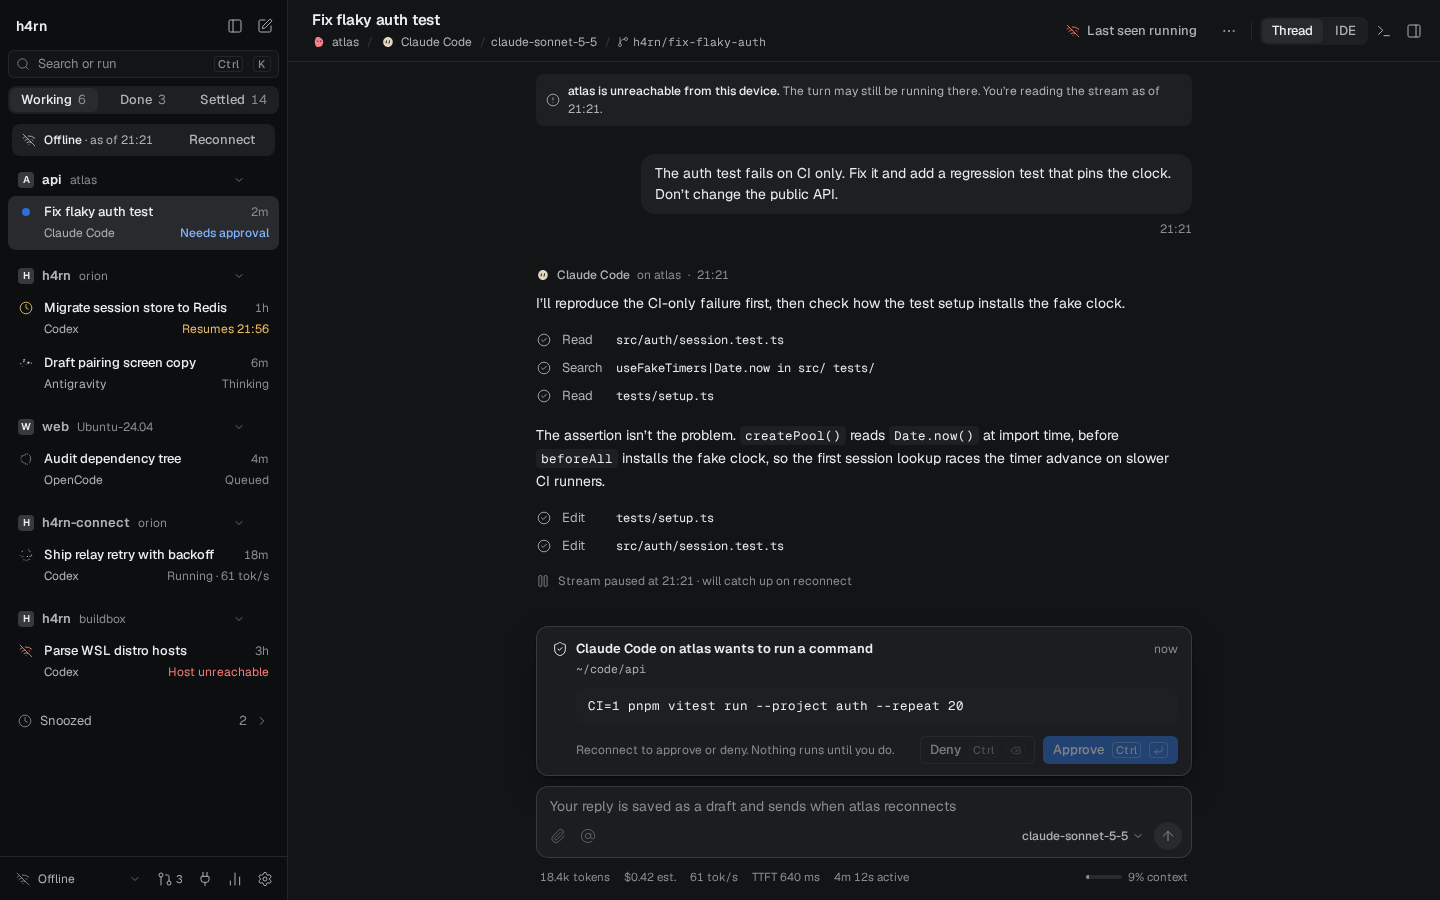 h4rn
Search or run Ctrl K
Working 6 Done 3 Settled 14
Offline · as of 21:21 Reconnect
A api atlas
Fix flaky auth test 2m
Claude Code Needs approval
H h4rn orion
Migrate session store to Redis 1h
Codex Resumes 21:56
Draft pairing screen copy 6m
Antigravity Thinking
W web Ubuntu-24.04
Audit dependency tree 4m
OpenCode Queued
H h4rn-connect orion
Ship relay retry with backoff 18m
Codex Running · 61 tok/s
H h4rn buildbox
Parse WSL distro hosts 3h
Codex Host unreachable
Snoozed 2
Offline 3
Fix flaky auth test
atlas / Claude Code / claude-sonnet-5-5 / h4rn/fix-flaky-auth
Last seen running Thread IDE
atlas is unreachable from this device. The turn may still be running there. You're reading the stream as of
21:21.
The auth test fails on CI only. Fix it and add a regression test that pins the clock.
Don't change the public API.
21:21
Claude Code on atlas · 21:21
I'll reproduce the CI-only failure first, then check how the test setup installs the fake clock.
Read src/auth/session.test.ts
Search useFakeTimers|Date.now in src/ tests/
Read tests/setup.ts
The assertion isn't the problem. createPool() reads Date.now() at import time, before
beforeAll installs the fake clock, so the first session lookup races the timer advance on slower
CI runners.
Edit tests/setup.ts
Edit src/auth/session.test.ts
Stream paused at 21:21 · will catch up on reconnect
Claude Code on atlas wants to run a command now
~/code/api
CI=1 pnpm vitest run --project auth --repeat 20
Reconnect to approve or deny. Nothing runs until you do. Deny Ctrl Approve Ctrl
Your reply is saved as a draft and sends when atlas reconnects
claude-sonnet-5-5
18.4k tokens $0.42 est. 61 tok/s TTFT 640 ms 4m 12s active 9% context